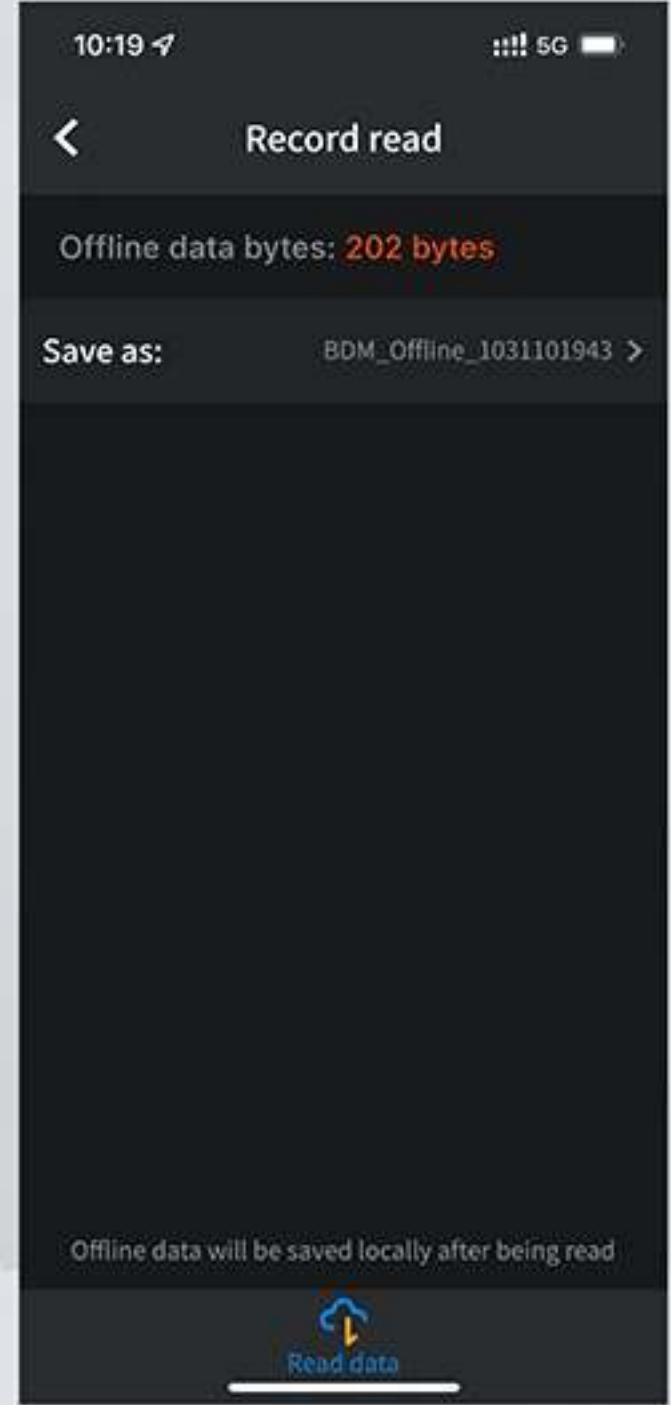 10:19
5G
Record read
Offline data bytes: 202 bytes
Save as: BDM_Offline_1031101943
Offline data will be saved locally after being read
Read data